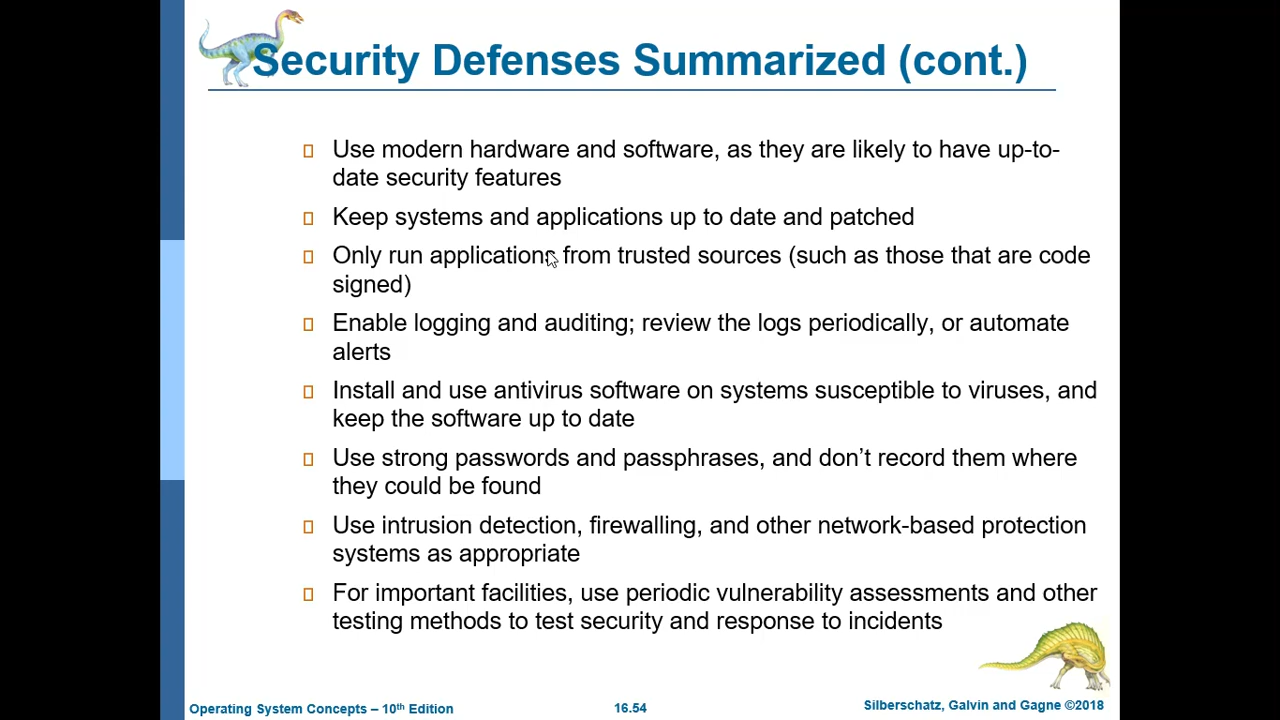 Security Defenses Summarized (cont.)
Use modern hardware and software, as they are likely to have up-to-
date security features
Keep systems and applications up to date and patched
Only run applications from trusted sources (such as those that are code
signed)
Enable logging and auditing; review the logs periodically, or automate
alerts
Install and use antivirus software on systems susceptible to viruses, and
keep the software up to date
Use strong passwords and passphrases, and don’t record them where
they could be found
Use intrusion detection, firewalling, and other network-based protection
systems as appropriate
For important facilities, use periodic vulnerability assessments and other
testing methods to test security and response to incidents
Operating System Concepts – 10th Edition
16.54
Silberschatz, Galvin and Gagne ©2018